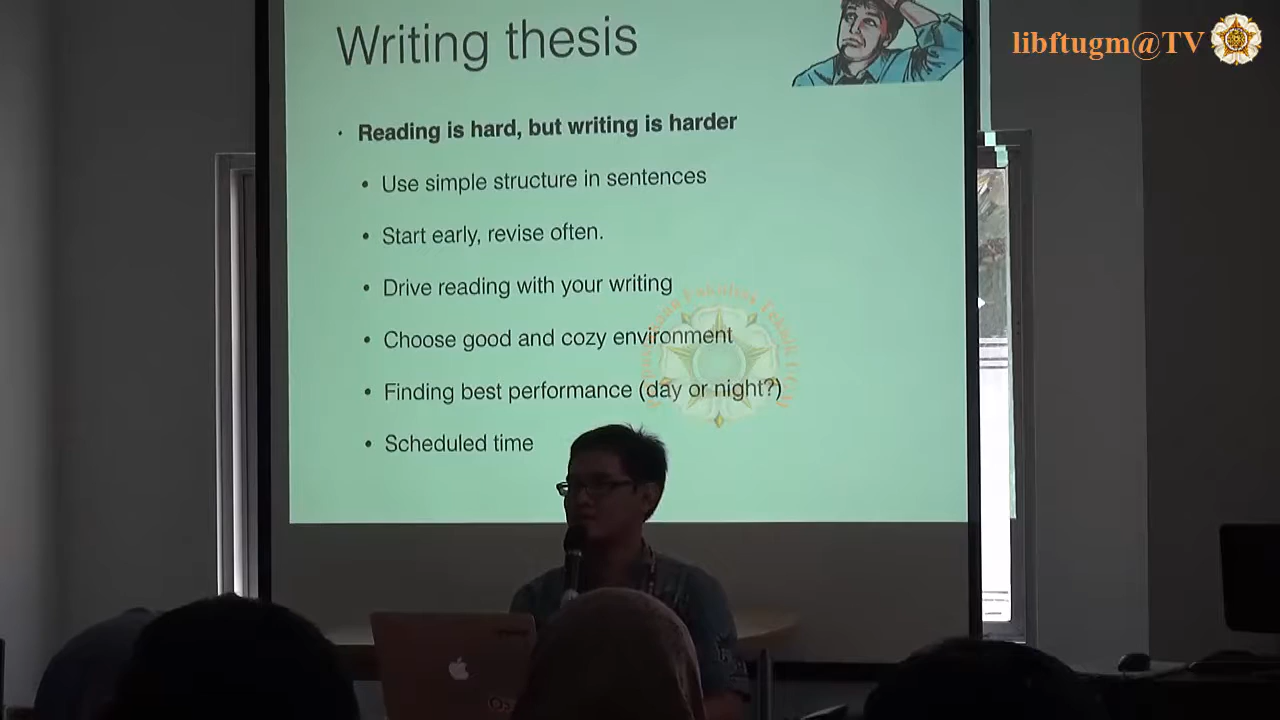 Writing thesis
libftugm@TV
· Reading is hard, but writing is harder
• Use simple structure in sentences
• Start early, revise often.
• Drive reading with your writing
• Choose good and cozy environment
• Finding best performance (day or night?)
• Scheduled time